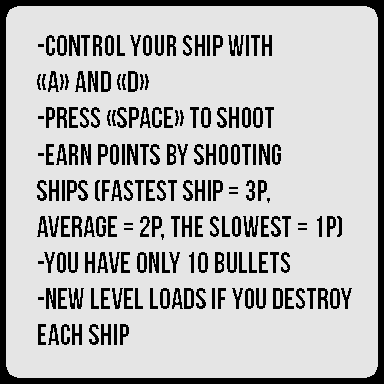 -CONTROL YOUR SHIP WITH
«A» AND «D»
-PRESS «SPACE» TO SHOOT
-EARN POINTS BY SHOOTING
SHIPS (FASTEST SHIP = 3P,
AVERAGE = 2P, THE SLOWEST = 1P)
-YOU HAVE ONLY 10 BULLETS
-NEW LEVEL LOADS IF YOU DESTROY
EACH SHIP